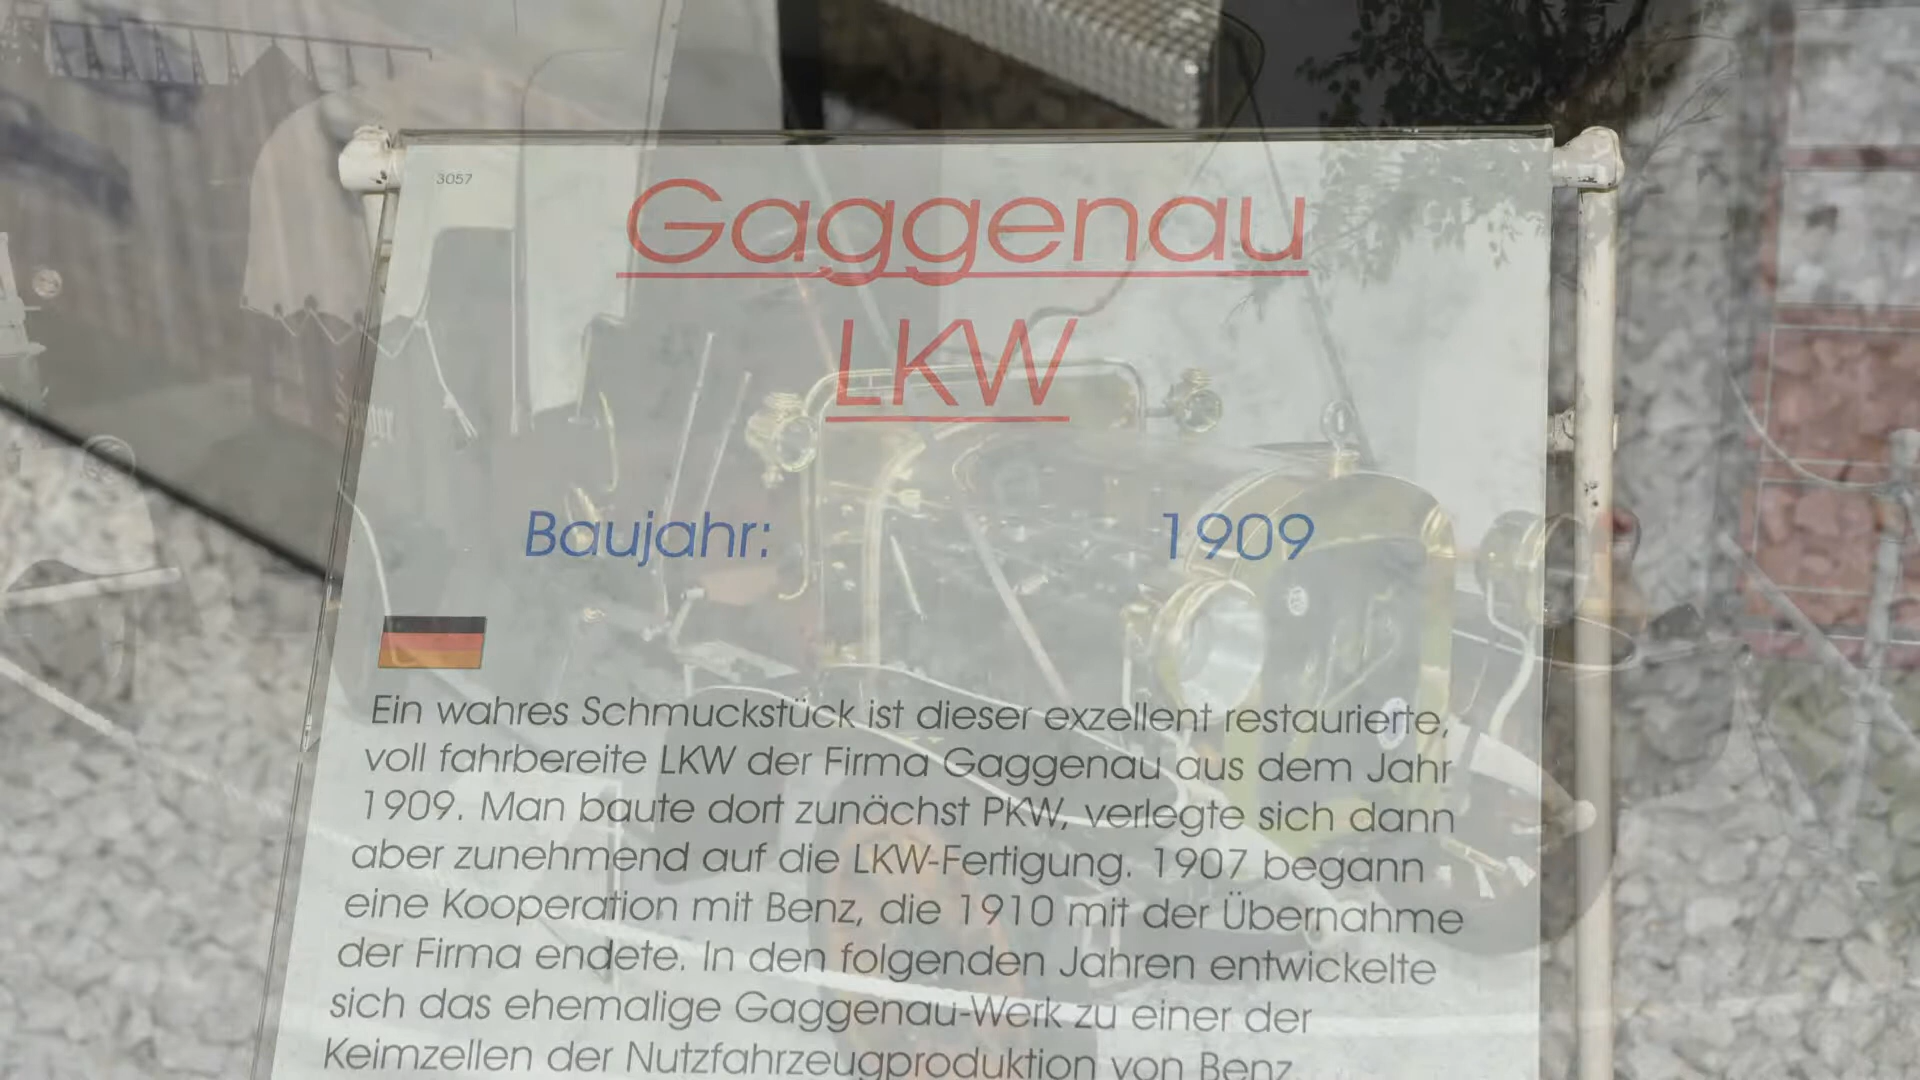 3057
Gaggenau
LKW
Baujahr: 1909
Ein wahres Schmuckstück ist dieser exzellent restaurierte,
voll fahrbereite LKW der Firma Gaggenau aus dem Jahr
1909. Man baute dort zunächst PKW, verlegte sich dann
aber zunehmend auf die LKW-Fertigung. 1907 begann
eine Kooperation mit Benz, die 1910 mit der Übernahme
der Firma endete. In den folgenden Jahren entwickelte
sich das ehemalige Gaggenau-Werk zu einer der
Keimzellen der Nutzfahrzeugproduktion von Benz.